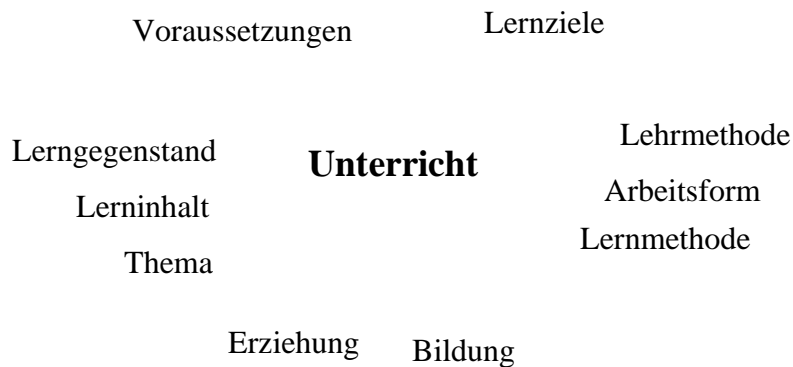 Voraussetzungen
Lernziele
Lerngegenstand
Unterricht
Lehrmethode
Lerninhalt
Arbeitsform
Thema
Lernmethode
Erziehung
Bildung